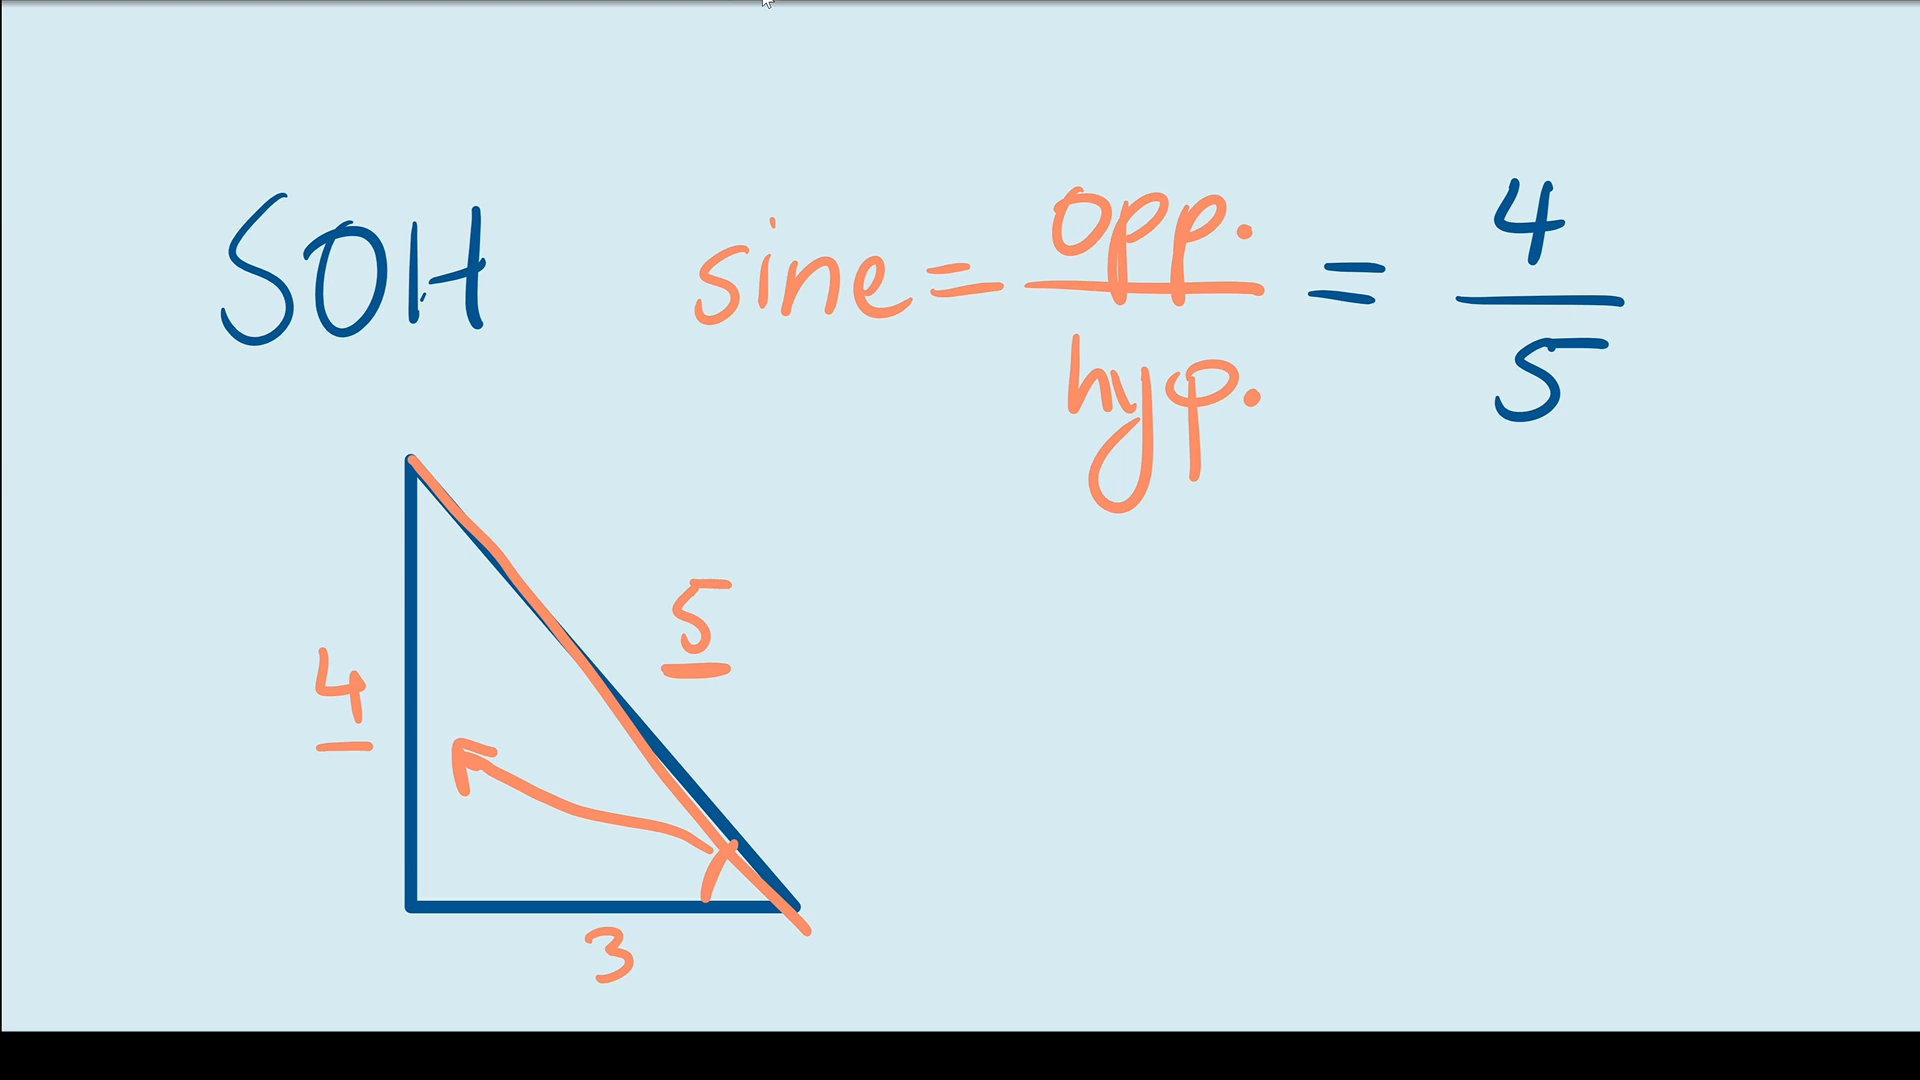 SOH
sine = opp. / hyp. = 4 / 5
5
4
3